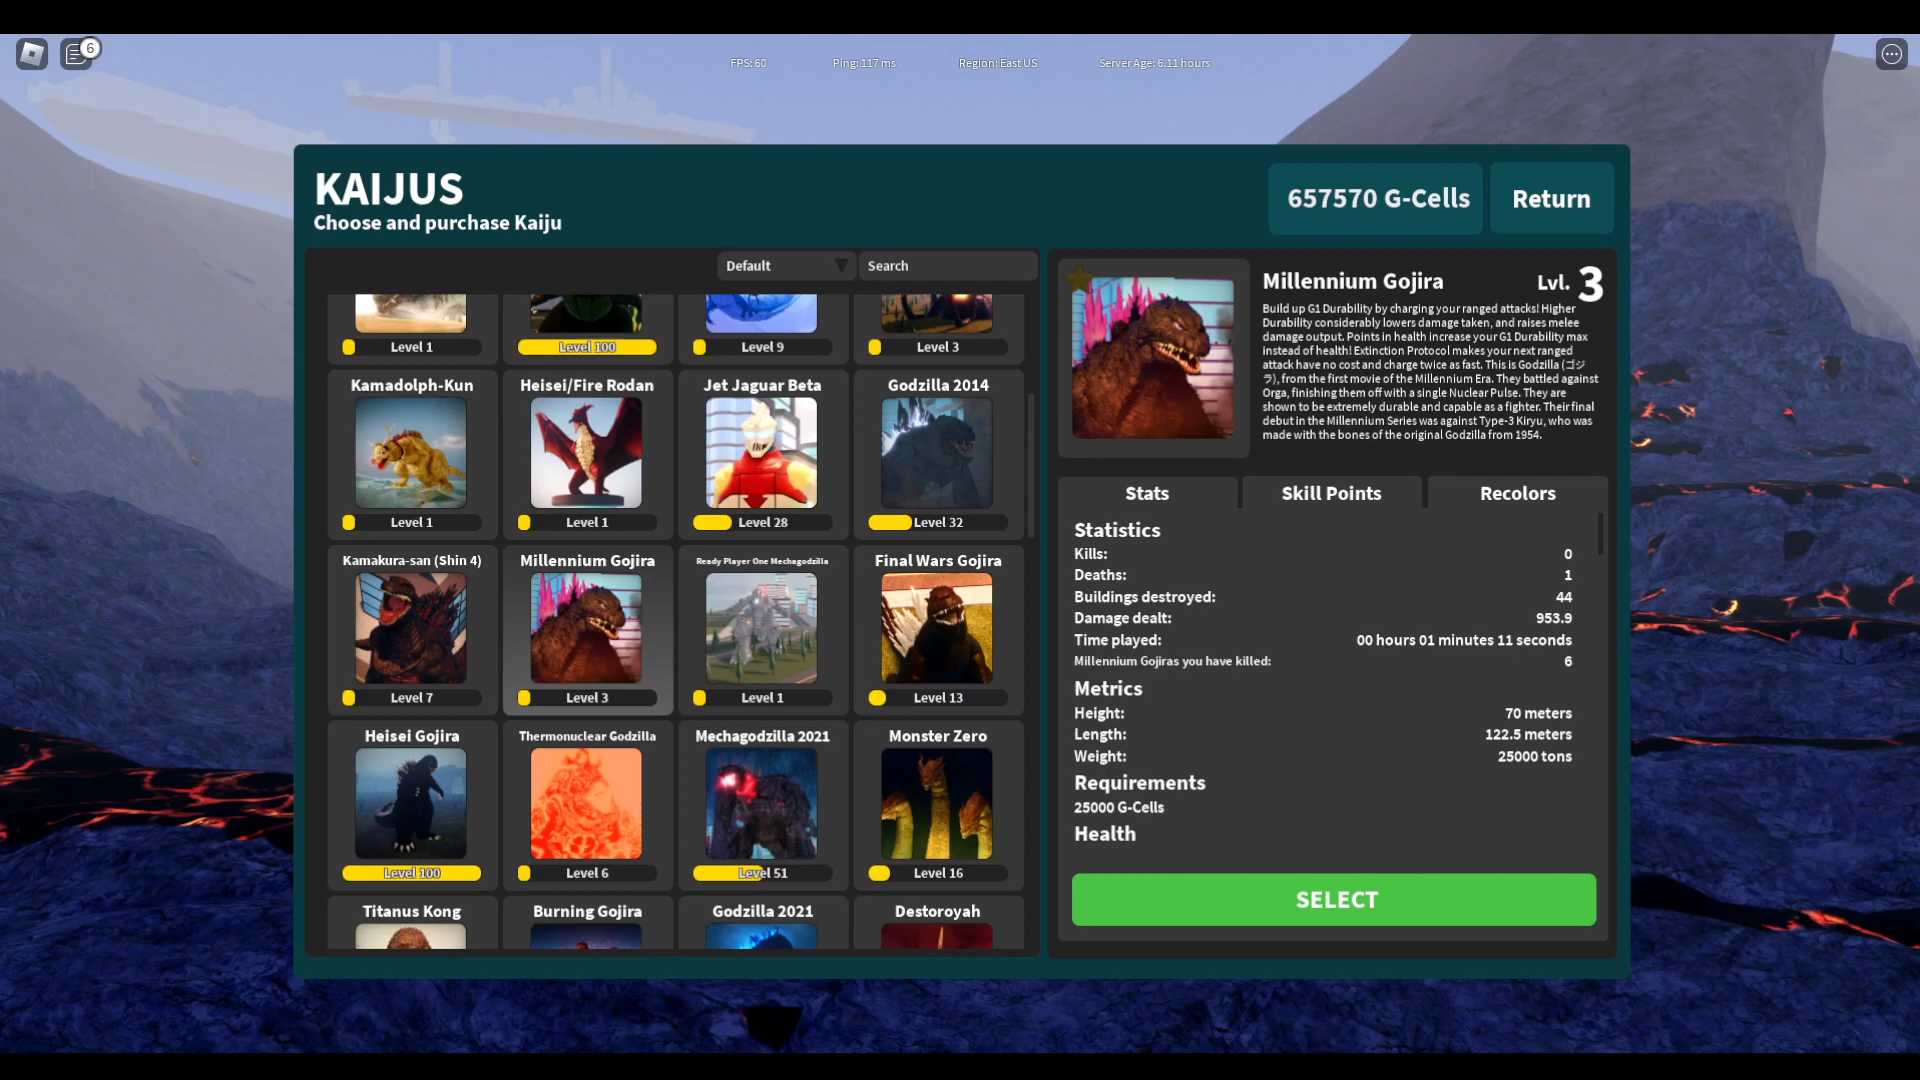 6
FPS: 60 Ping: 117 ms Region: East US Server Age: 6.11 hours
KAIJUS
Choose and purchase Kaiju
657570 G-Cells
Return
Default
Search
Level 1 Level 100 Level 9 Level 3
Kamadolph-Kun Heisei/Fire Rodan Jet Jaguar Beta Godzilla 2014
Level 1 Level 1 Level 28 Level 32
Kamakura-san (Shin 4) Millennium Gojira Ready Player One Mechagodzilla Final Wars Gojira
Level 7 Level 3 Level 1 Level 13
Heisei Gojira Thermonuclear Godzilla Mechagodzilla 2021 Monster Zero
Level 100 Level 6 Level 51 Level 16
Titanus Kong Burning Gojira Godzilla 2021 Destoroyah
Millennium Gojira Lvl. 3
Build up G1 Durability by charging your ranged attacks! Higher
Durability considerably lowers damage taken, and raises melee
damage output. Points in health increase your G1 Durability max
instead of health! Extinction Protocol makes your next ranged
attack have no cost and charge twice as fast. This is Godzilla (ゴジ
ラ), from the first movie of the Millennium Era. They battled against
Orga, finishing them off with a single Nuclear Pulse. They are
shown to be extremely durable and capable as a fighter. Their final
debut in the Millennium Series was against Type-3 Kiryu, who was
made with the bones of the original Godzilla from 1954.
Stats Skill Points Recolors
Statistics
Kills: 0
Deaths: 1
Buildings destroyed: 44
Damage dealt: 953.9
Time played: 00 hours 01 minutes 11 seconds
Millennium Gojiras you have killed: 6
Metrics
Height: 70 meters
Length: 122.5 meters
Weight: 25000 tons
Requirements
25000 G-Cells
Health
SELECT